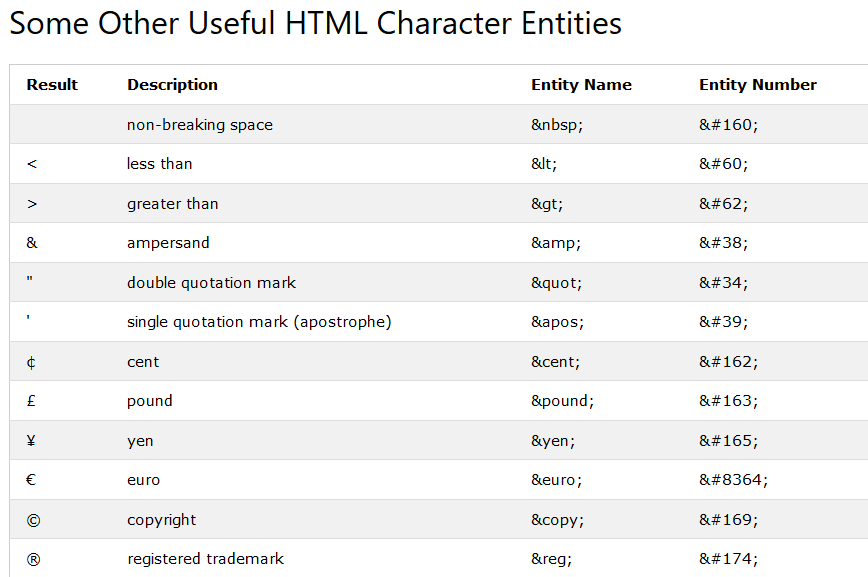 Some Other Useful HTML Character Entities
Result Description Entity Name Entity Number
non-breaking space &nbsp; &#160;
< less than &lt; &#60;
> greater than &gt; &#62;
& ampersand &amp; &#38;
" double quotation mark &quot; &#34;
' single quotation mark (apostrophe) &apos; &#39;
¢ cent &cent; &#162;
£ pound &pound; &#163;
¥ yen &yen; &#165;
€ euro &euro; &#8364;
© copyright &copy; &#169;
® registered trademark &reg; &#174;